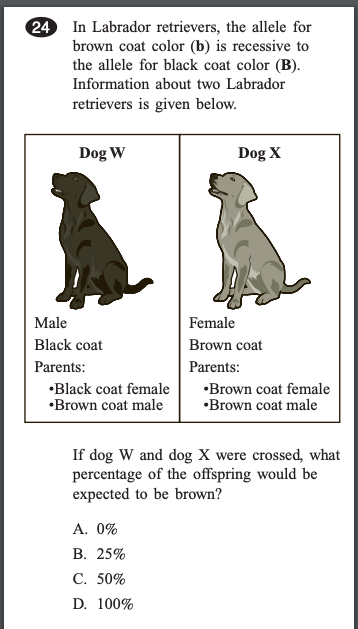 24 In Labrador retrievers, the allele for
brown coat color (b) is recessive to
the allele for black coat color (B).
Information about two Labrador
retrievers is given below.
Dog W
Male
Black coat
Parents:
•Black coat female
•Brown coat male
Dog X
Female
Brown coat
Parents:
•Brown coat female
•Brown coat male
If dog W and dog X were crossed, what
percentage of the offspring would be
expected to be brown?
A. 0%
B. 25%
C. 50%
D. 100%